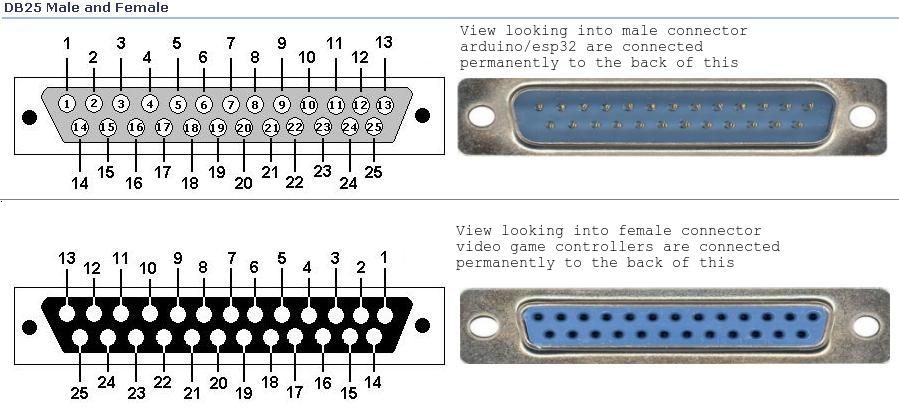 DB25 Male and Female
View looking into male connector
arduino/esp32 are connected
permanently to the back of this
1 2 3 4 5 6 7 8 9 10 11 12 13
1 2 3 4 5 6 7 8 9 10 11 12 13
14 15 16 17 18 19 20 21 22 23 24 25
14 15 16 17 18 19 20 21 22 23 24 25
View looking into female connector
video game controllers are connected
permanently to the back of this
13 12 11 10 9 8 7 6 5 4 3 2 1
25 24 23 22 21 20 19 18 17 16 15 14